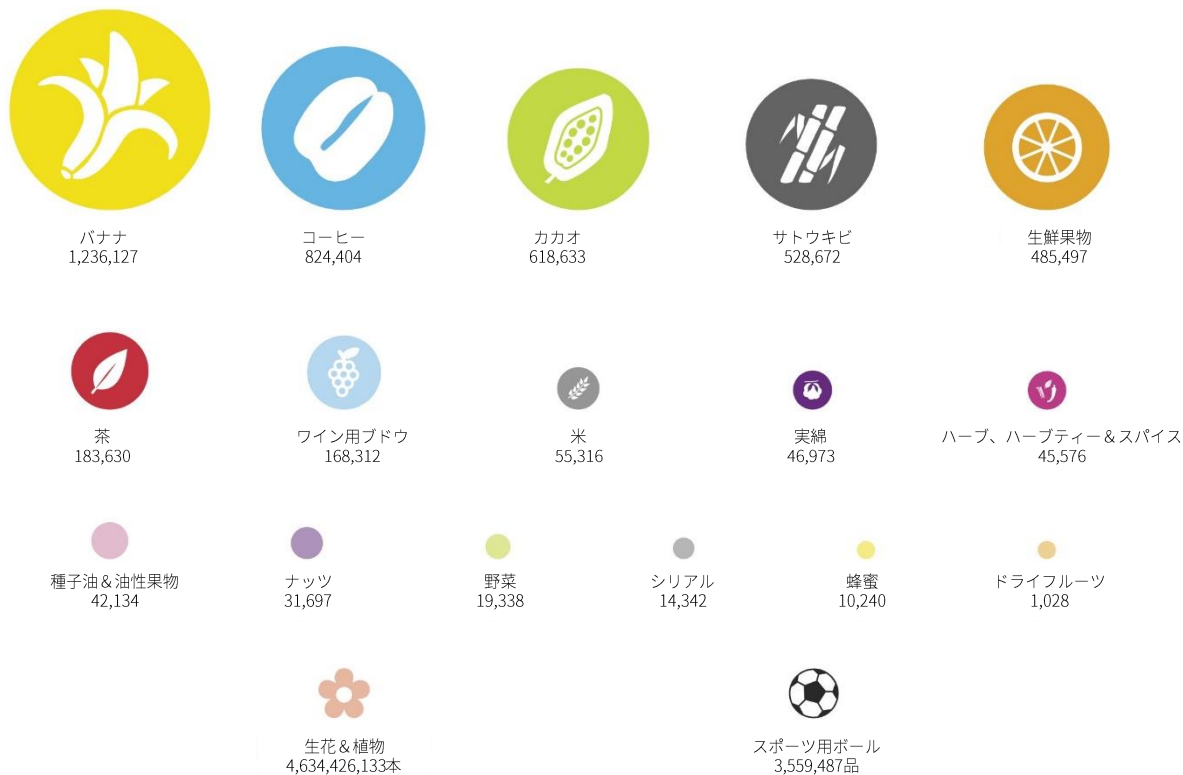 バナナ
1,236,127
コーヒー
824,404
カカオ
618,633
サトウキビ
528,672
生鮮果物
485,497
茶
183,630
ワイン用ブドウ
168,312
米
55,316
実綿
46,973
ハーブ、ハーブティー＆スパイス
45,576
種子油＆油性果物
42,134
ナッツ
31,697
野菜
19,338
シリアル
14,342
蜂蜜
10,240
ドライフルーツ
1,028
生花＆植物
4,634,426,133本
スポーツ用ボール
3,559,487品